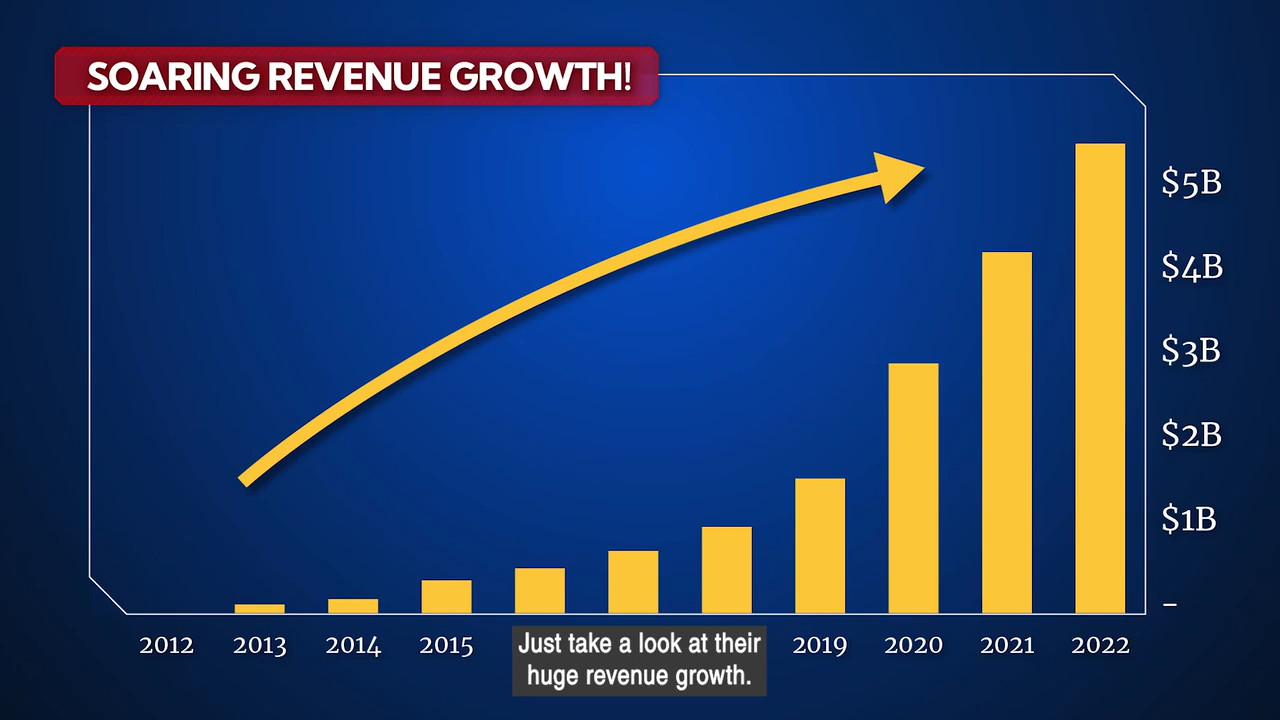 SOARING REVENUE GROWTH!
$5B
$4B
$3B
$2B
$1B
–
2012 2013 2014 2015 2019 2020 2021 2022
Just take a look at their
huge revenue growth.